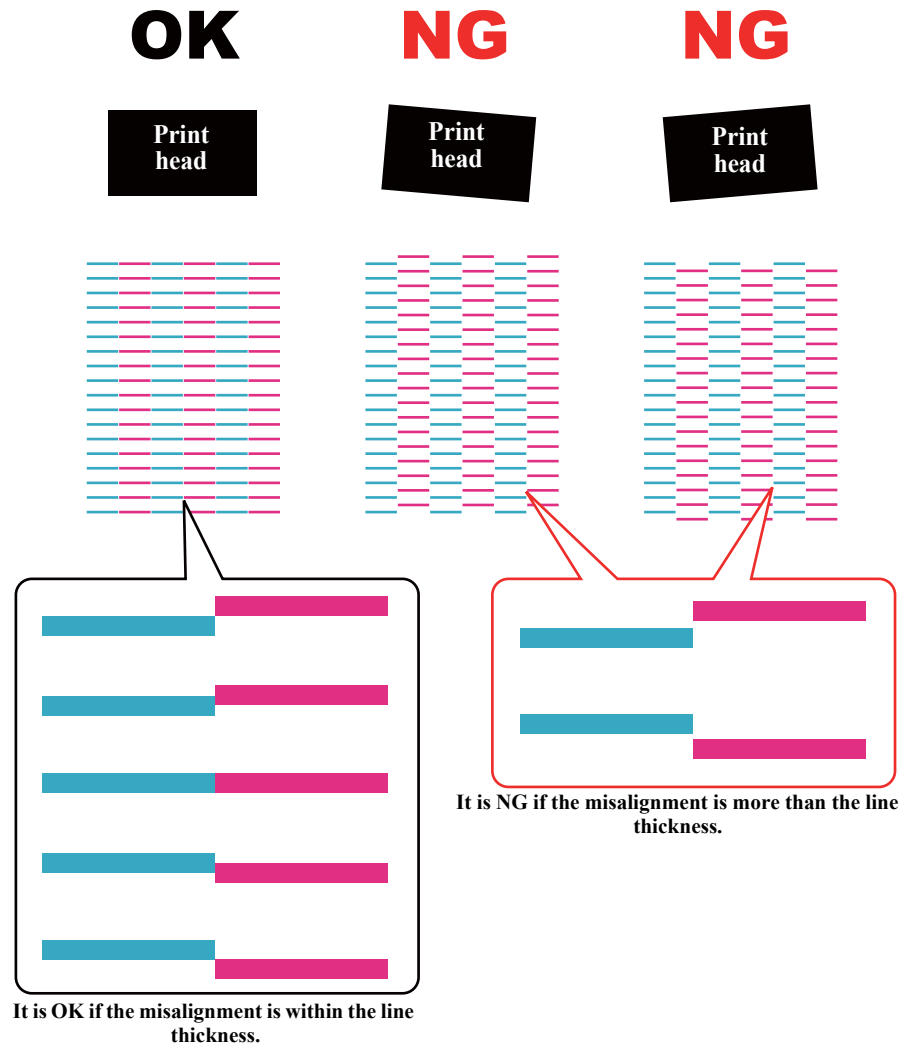 OK
NG
NG
Print
head
Print
head
Print
head
It is NG if the misalignment is more than the line
thickness.
It is OK if the misalignment is within the line
thickness.